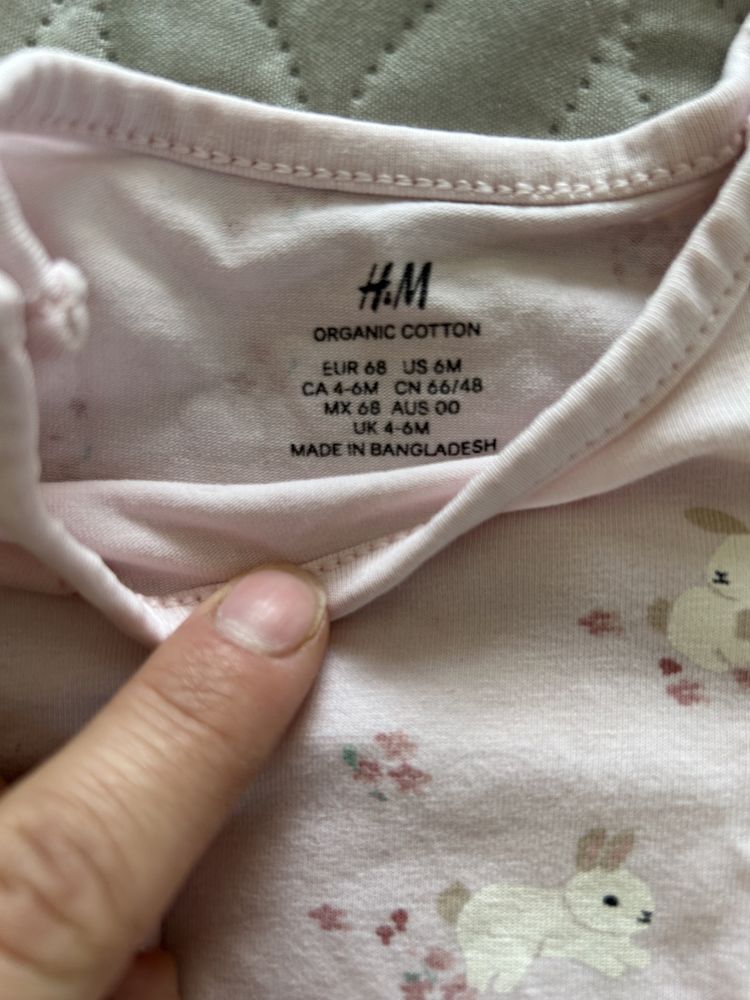 H&M
ORGANIC COTTON
EUR 68 US 6M
CA 4-6M CN 66/48
MX 68 AUS 00
UK 4-6M
MADE IN BANGLADESH